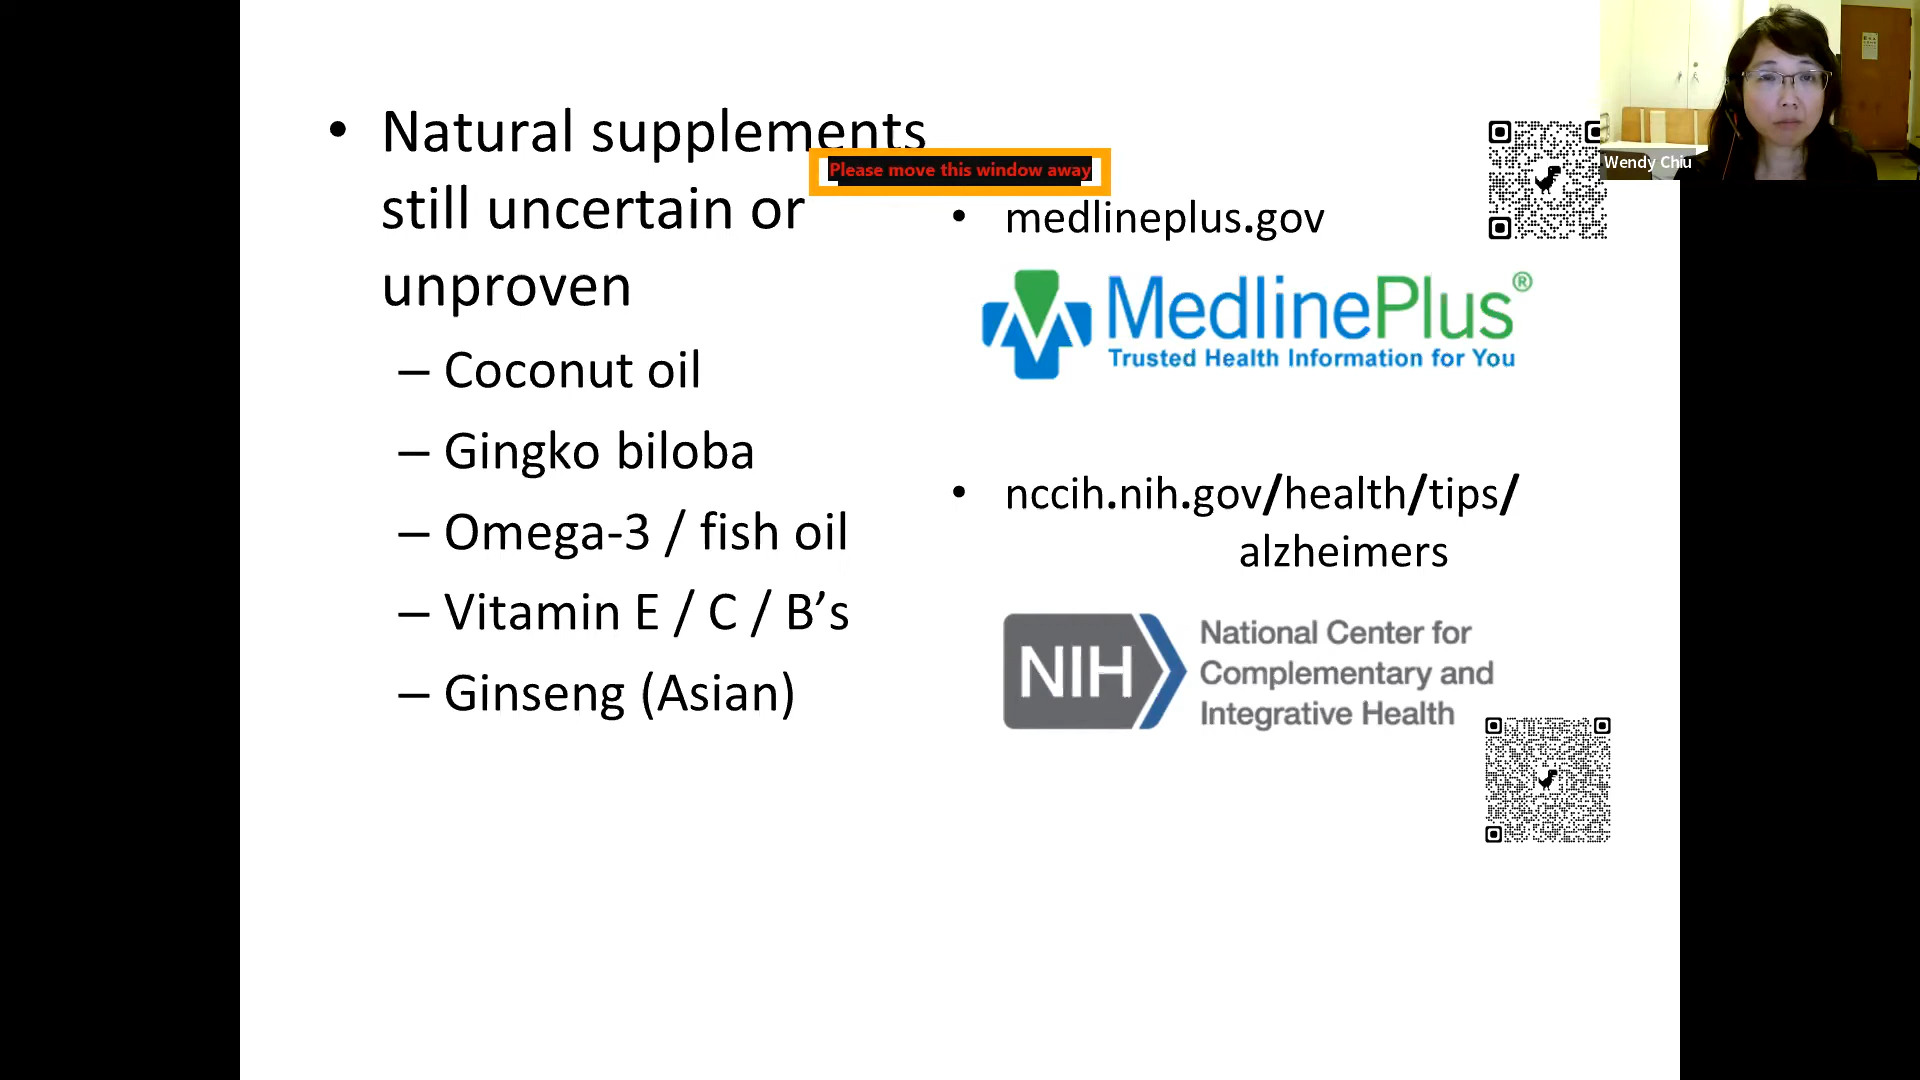 • Natural supplements
still uncertain or
unproven
– Coconut oil
– Gingko biloba
– Omega-3 / fish oil
– Vitamin E / C / B’s
– Ginseng (Asian)
Please move this window away
• medlineplus.gov
MedlinePlus®
Trusted Health Information for You
• nccih.nih.gov/health/tips/
alzheimers
NIH
National Center for
Complementary and
Integrative Health
Wendy Chiu